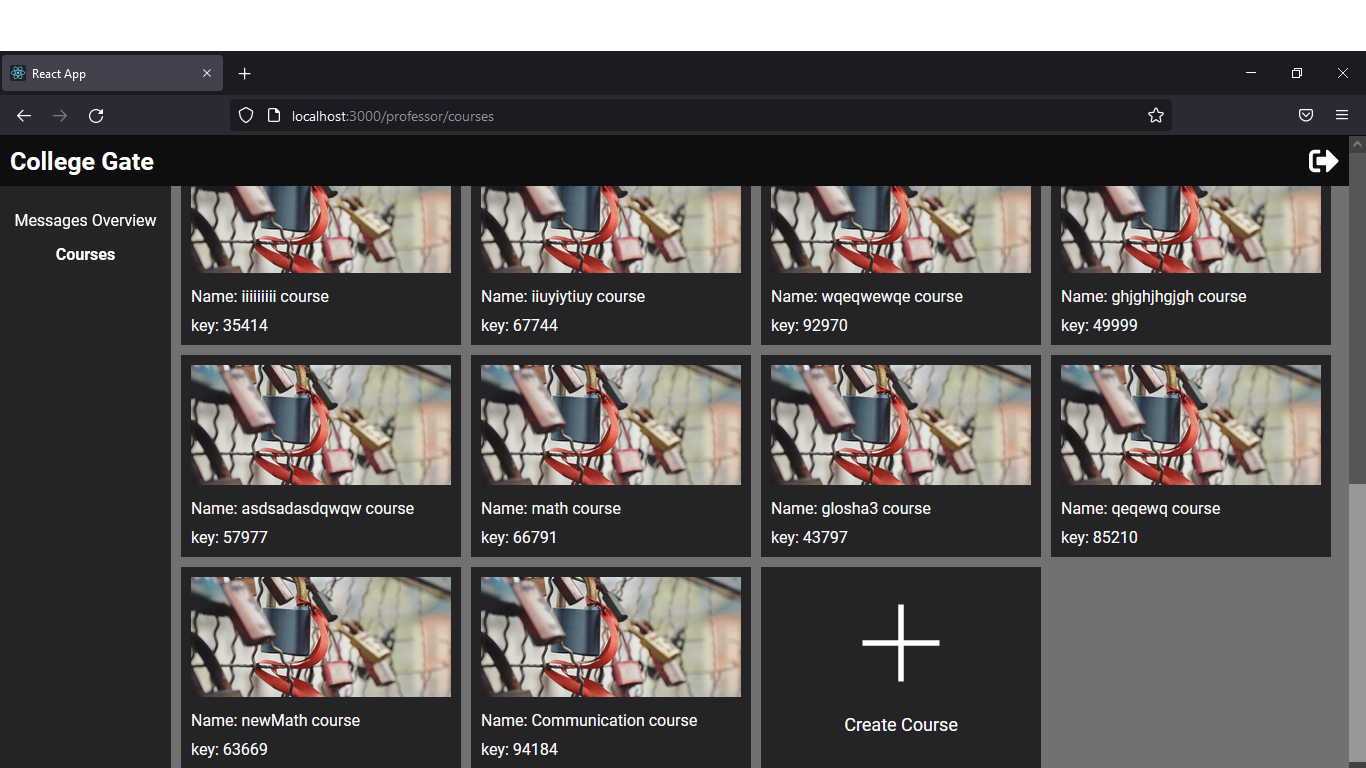 React App
localhost:3000/professor/courses
College Gate
Messages Overview
Courses
Name: iiiiiiiii course
key: 35414
Name: iiuyiytiuy course
key: 67744
Name: wqeqwewqe course
key: 92970
Name: ghjghjhgjgh course
key: 49999
Name: asdsadasdqwqw course
key: 57977
Name: math course
key: 66791
Name: glosha3 course
key: 43797
Name: qeqewq course
key: 85210
Name: newMath course
key: 63669
Name: Communication course
key: 94184
Create Course